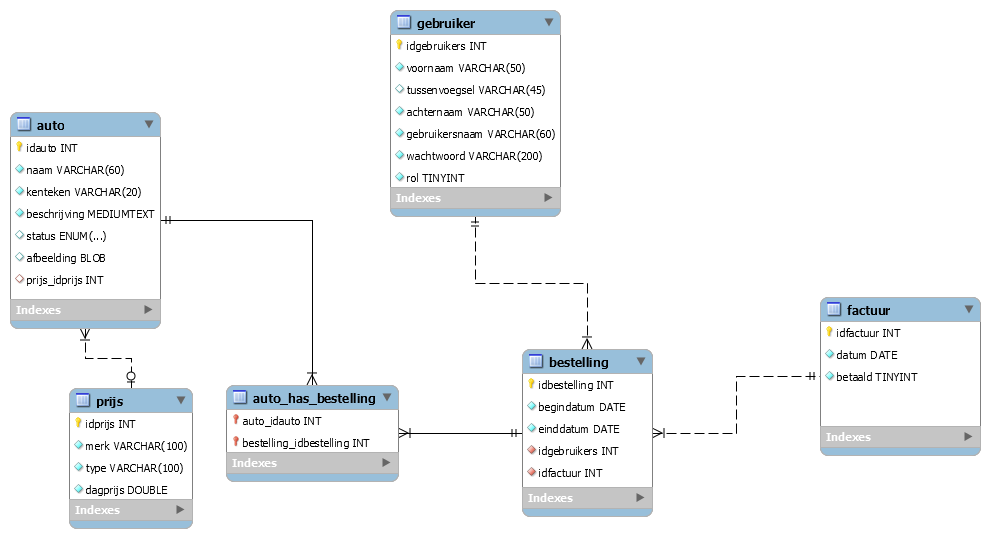 gebruiker
idgebruikers INT
voornaam VARCHAR(50)
tussenvoegsel VARCHAR(45)
achternaam VARCHAR(50)
gebruikersnaam VARCHAR(60)
wachtwoord VARCHAR(200)
rol TINYINT
Indexes
auto
idauto INT
naam VARCHAR(60)
kenteken VARCHAR(20)
beschrijving MEDIUMTEXT
status ENUM(...)
afbeelding BLOB
prijs_idprijs INT
Indexes
prijs
idprijs INT
merk VARCHAR(100)
type VARCHAR(100)
dagprijs DOUBLE
Indexes
auto_has_bestelling
auto_idauto INT
bestelling_idbestelling INT
Indexes
bestelling
idbestelling INT
begindatum DATE
einddatum DATE
idgebruikers INT
idfactuur INT
Indexes
factuur
idfactuur INT
datum DATE
betaald TINYINT
Indexes